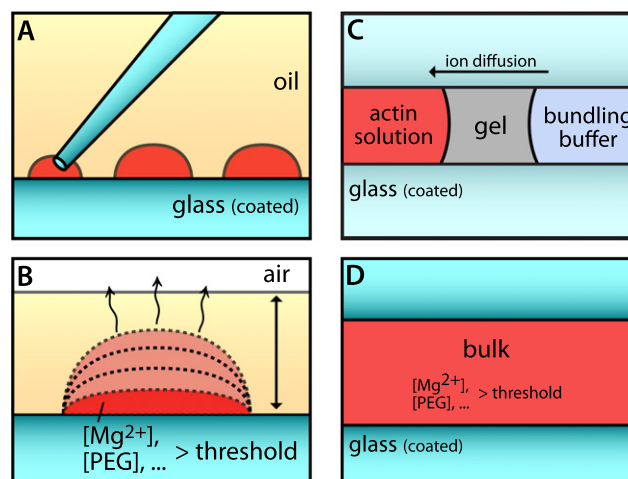 A
oil
glass (coated)
B
air
[Mg2+],
[PEG], ... > threshold
C
ion diffusion
actin
solution
gel
bundling
buffer
glass (coated)
D
bulk
[Mg2+],
[PEG], ... > threshold
glass (coated)